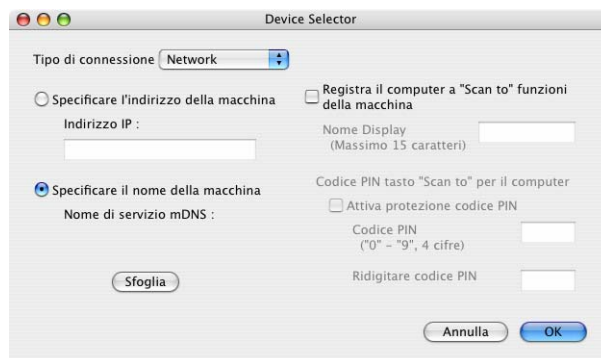 Device Selector
Tipo di connessione Network
Specificare l'indirizzo della macchina
Indirizzo IP :
Specificare il nome della macchina
Nome di servizio mDNS :
Sfoglia
Registra il computer a "Scan to" funzioni
della macchina
Nome Display
(Massimo 15 caratteri)
Codice PIN tasto "Scan to" per il computer
Attiva protezione codice PIN
Codice PIN
("0" – "9", 4 cifre)
Ridigitare codice PIN
Annulla
OK